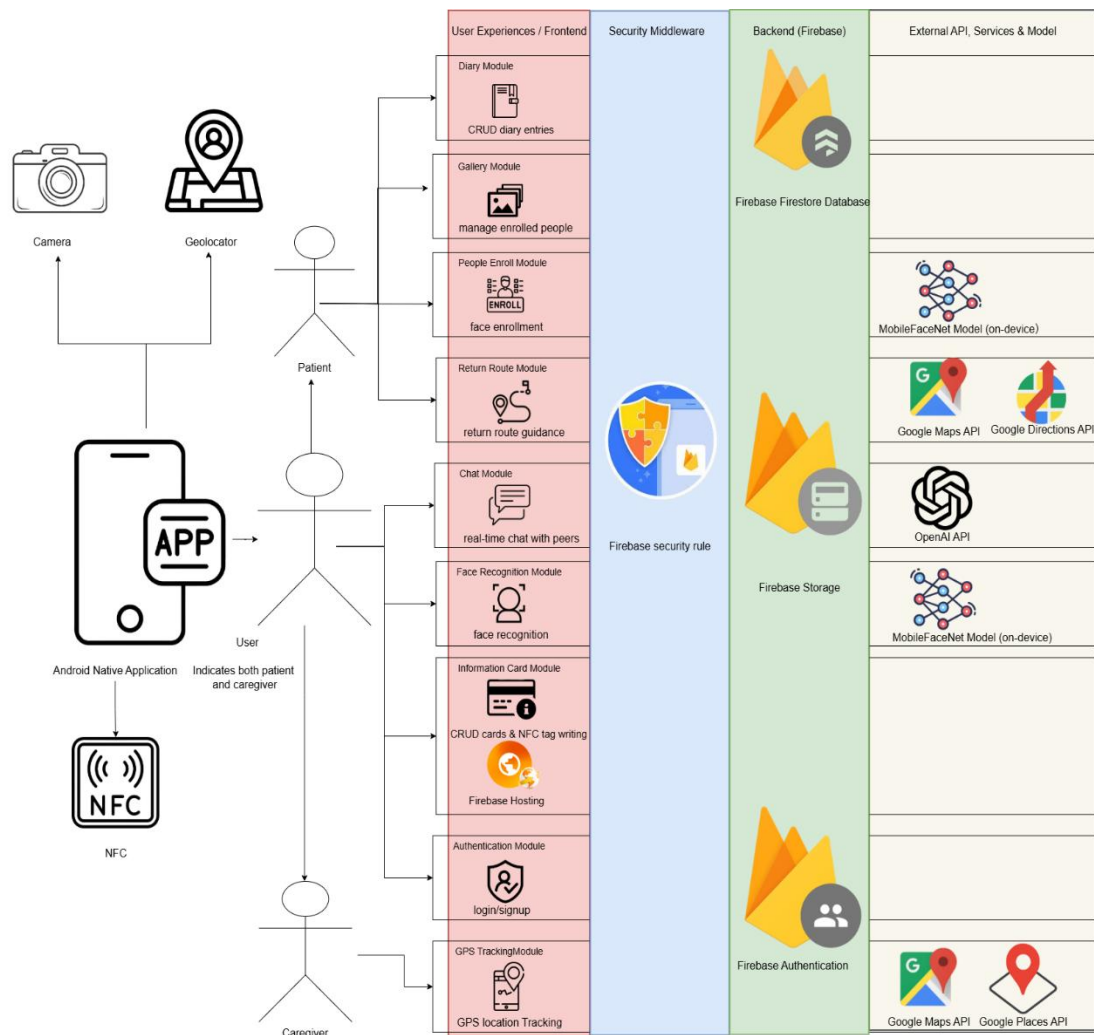 User Experiences / Frontend
Security Middleware
Backend (Firebase)
External API, Services & Model
Diary Module
CRUD diary entries
Gallery Module
manage enrolled people
Firebase Firestore Database
Camera
Geolocator
People Enroll Module
ENROLL
face enrollment
MobileFaceNet Model (on-device)
Patient
Return Route Module
return route guidance
G
Google Maps API
Google Directions API
Chat Module
real-time chat with peers
OpenAI API
APP
Firebase security rule
Face Recognition Module
face recognition
Firebase Storage
MobileFaceNet Model (on-device)
User
Android Native Application
Indicates both patient
and caregiver
Information Card Module
CRUD cards & NFC tag writing
Firebase Hosting
NFC
NFC
Authentication Module
login/signup
GPS TrackingModule
GPS location Tracking
Firebase Authentication
G
Google Maps API
Google Places API
Caregiver